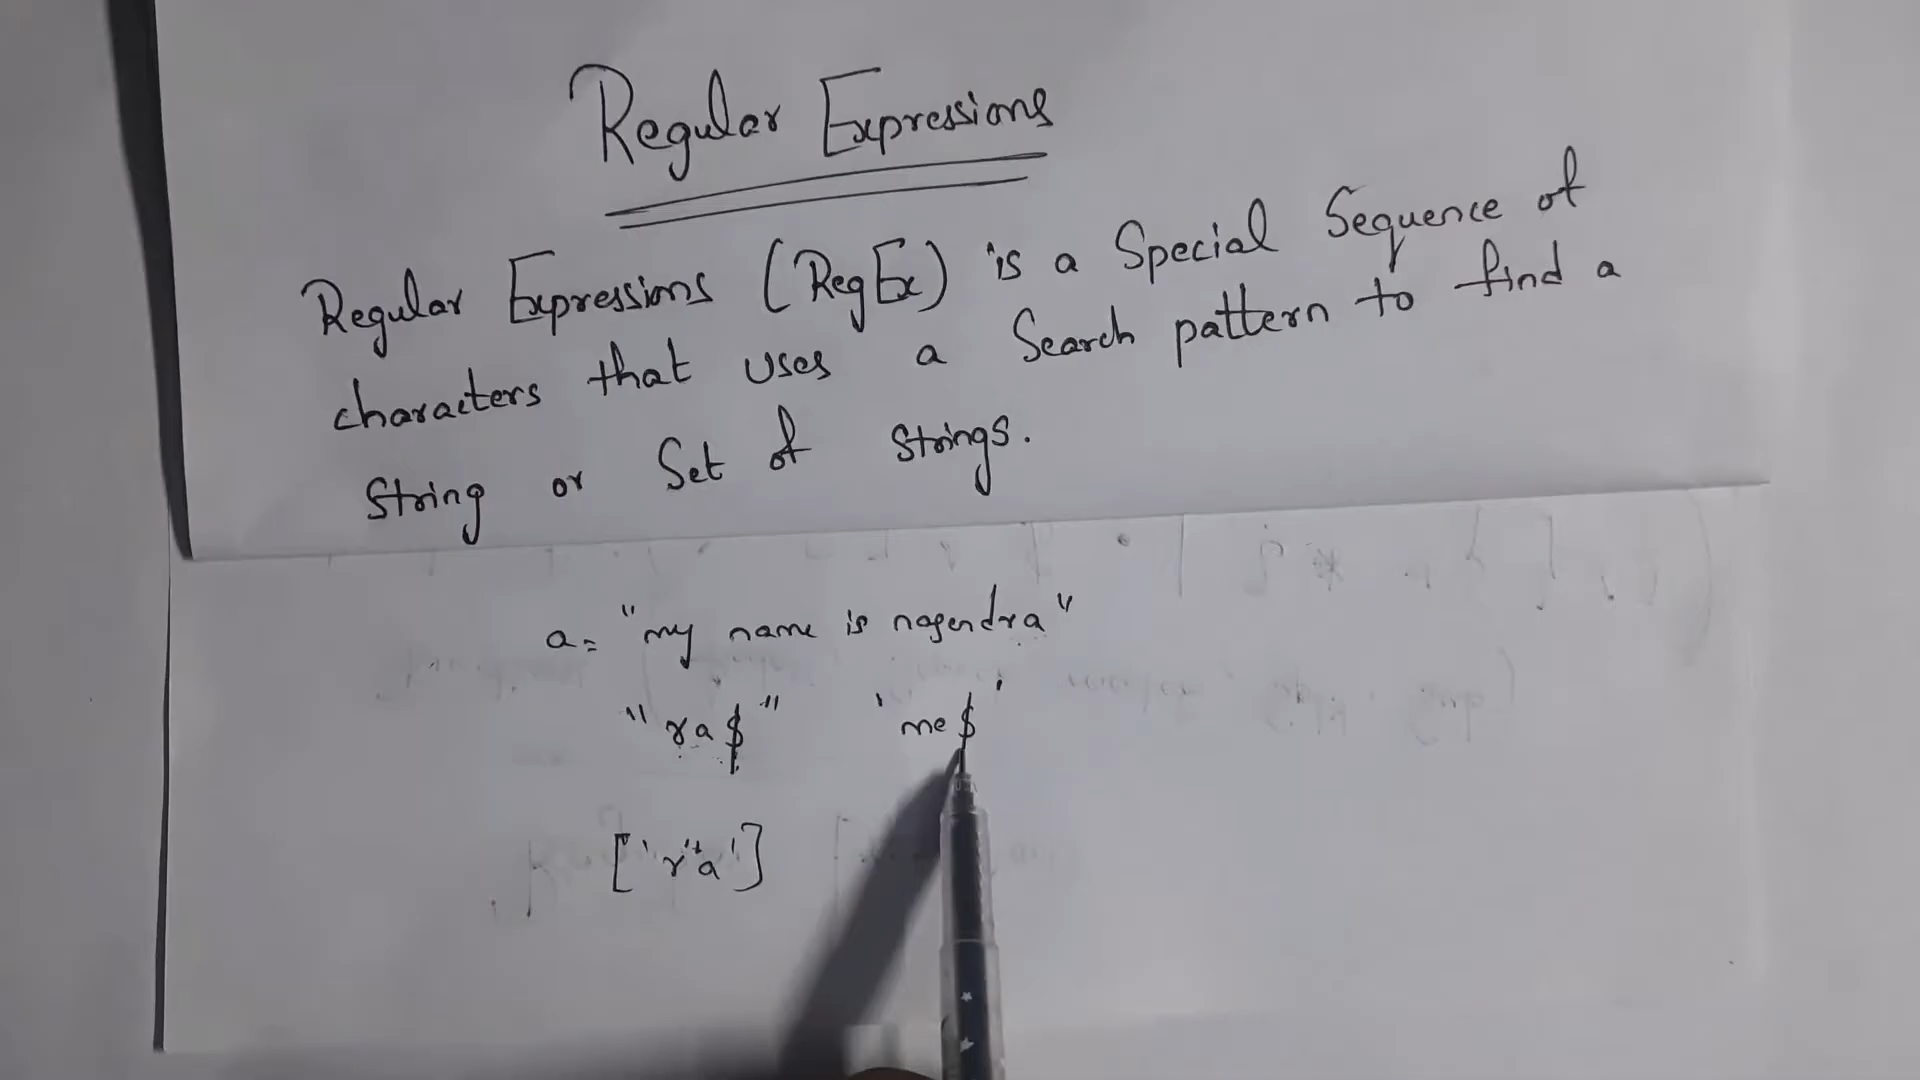 Regular Expressions
Regular Expressions (RegEx) is a Special Sequence of
characters that uses a Search pattern to find a
String or Set of Strings.
a= "my name is nagendra"
"ra$" 'me$'
['ra']